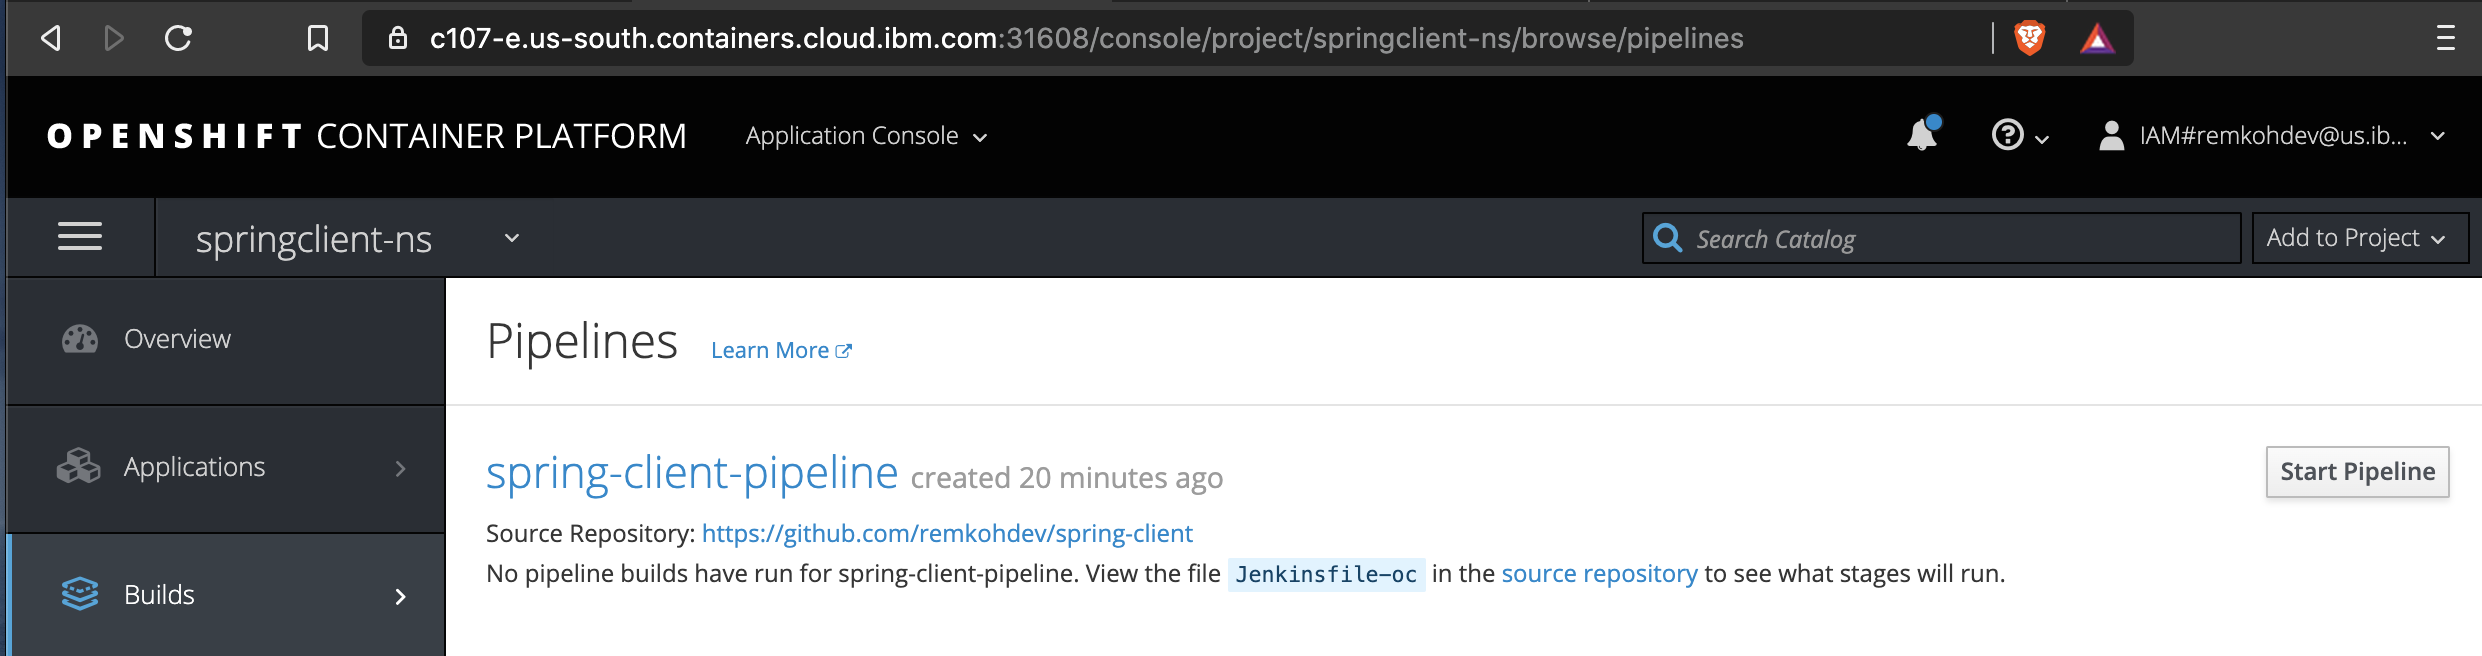 c107-e.us-south.containers.cloud.ibm.com:31608/console/project/springclient-ns/browse/pipelines
OPENSHIFT CONTAINER PLATFORM Application Console IAM#remkohdev@us.ib...
springclient-ns Search Catalog Add to Project
Overview
Applications
Builds
Pipelines Learn More
spring-client-pipeline created 20 minutes ago Start Pipeline
Source Repository: https://github.com/remkohdev/spring-client
No pipeline builds have run for spring-client-pipeline. View the file Jenkinsfile-oc in the source repository to see what stages will run.